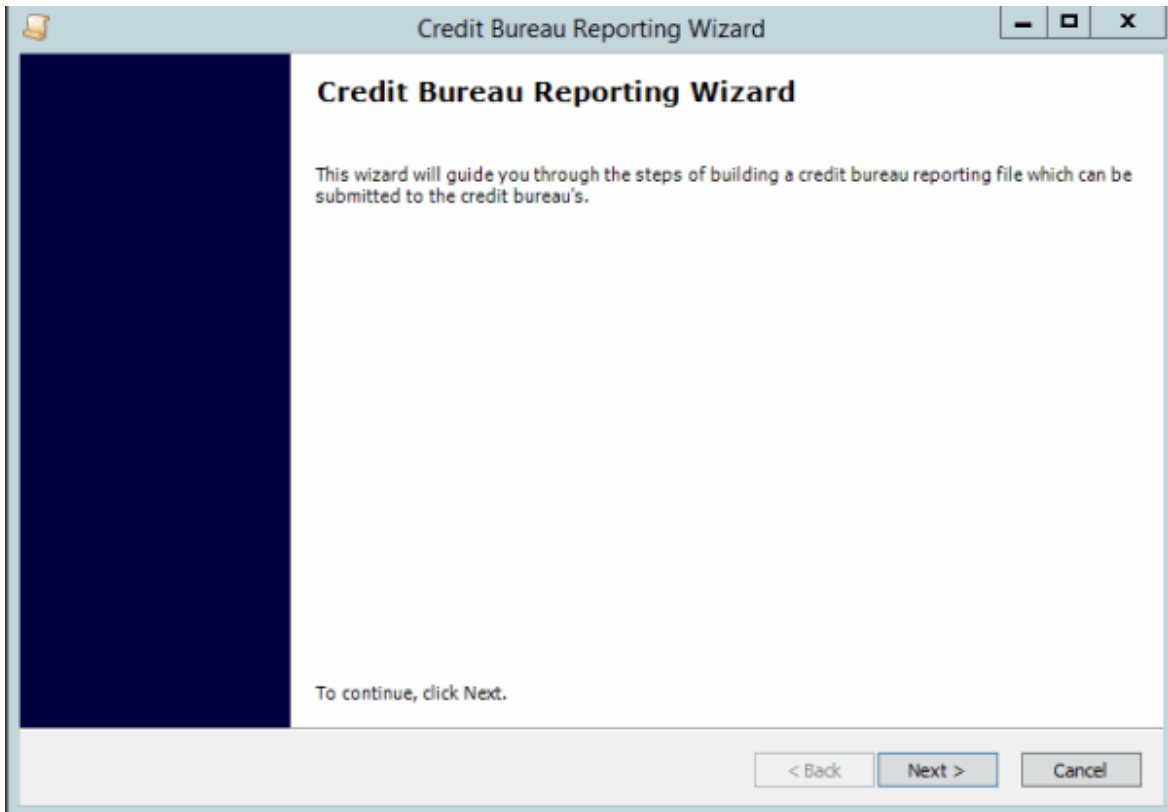 Credit Bureau Reporting Wizard
Credit Bureau Reporting Wizard
This wizard will guide you through the steps of building a credit bureau reporting file which can be
submitted to the credit bureau's.
To continue, click Next.
< Back Next > Cancel